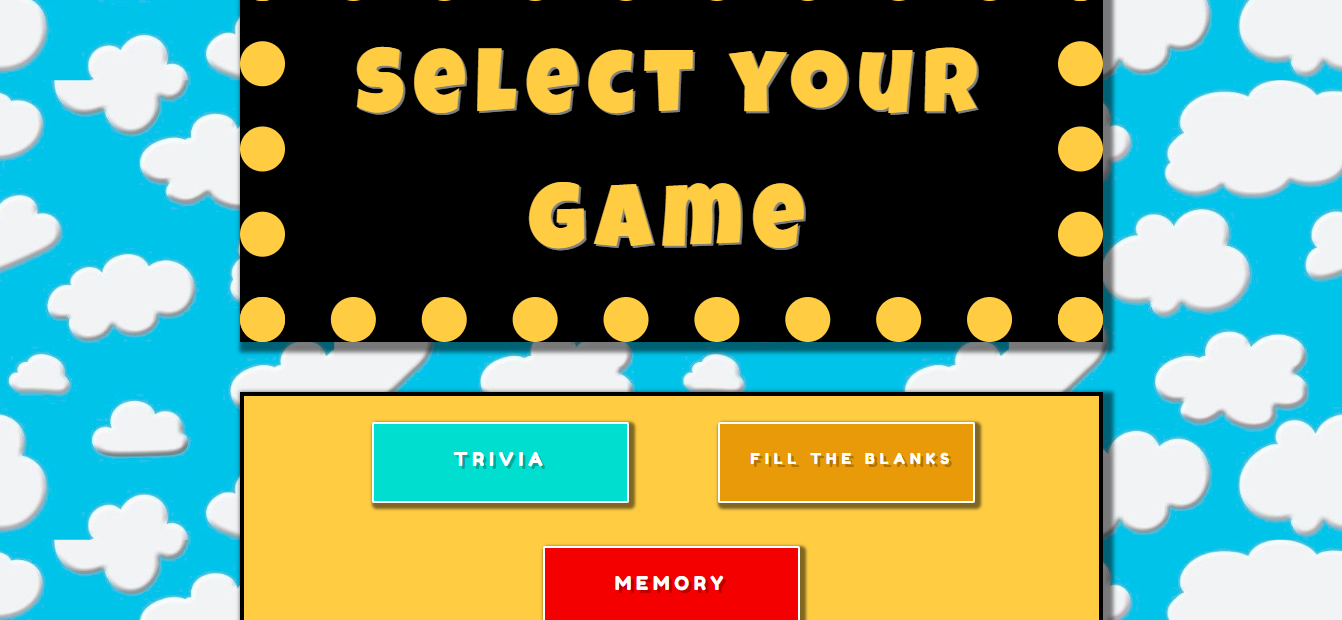 SeLeCT YOUR
GAme
TRIVIA
FILL THE BLANKS
MEMORY